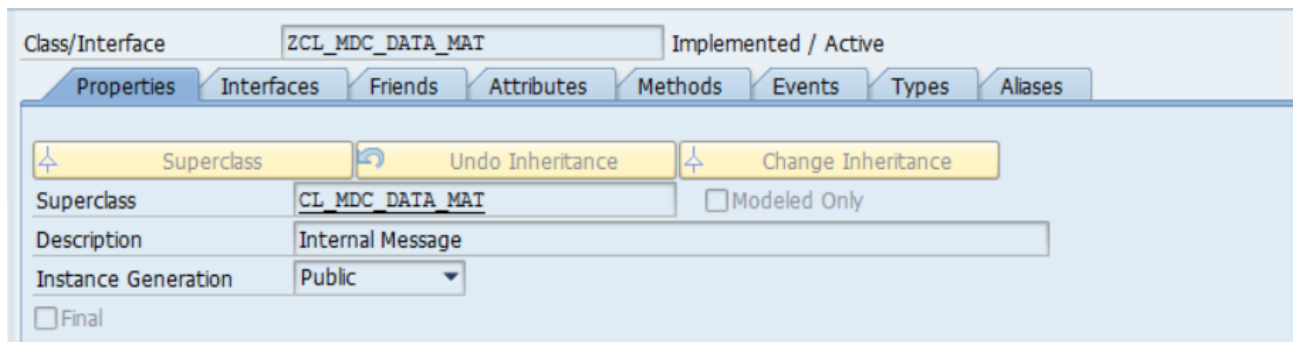 Class/Interface ZCL_MDC_DATA_MAT Implemented / Active
Properties Interfaces Friends Attributes Methods Events Types Aliases
Superclass Undo Inheritance Change Inheritance
Superclass CL_MDC_DATA_MAT Modeled Only
Description Internal Message
Instance Generation Public
Final